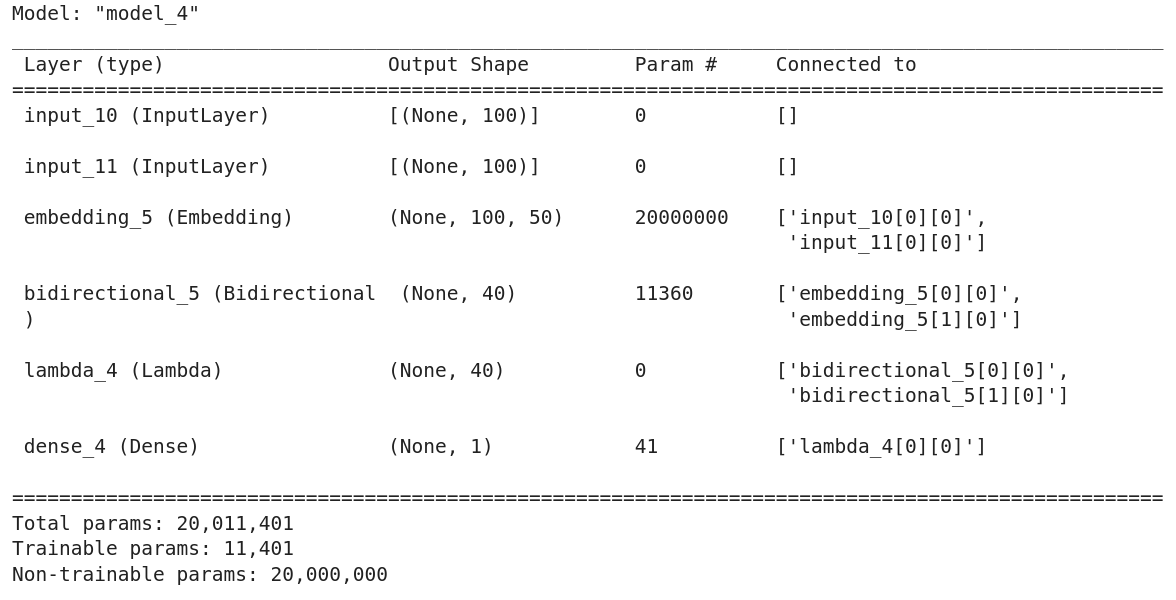 Model: "model_4"
__________________________________________________________________________________________________
 Layer (type)                   Output Shape         Param #     Connected to
==================================================================================================
 input_10 (InputLayer)          [(None, 100)]        0           []

 input_11 (InputLayer)          [(None, 100)]        0           []

 embedding_5 (Embedding)        (None, 100, 50)      20000000    ['input_10[0][0]',
                                                                  'input_11[0][0]']

 bidirectional_5 (Bidirectional  (None, 40)          11360       ['embedding_5[0][0]',
 )                                                                'embedding_5[1][0]']

 lambda_4 (Lambda)              (None, 40)           0           ['bidirectional_5[0][0]',
                                                                  'bidirectional_5[1][0]']

 dense_4 (Dense)                (None, 1)            41          ['lambda_4[0][0]']

==================================================================================================
Total params: 20,011,401
Trainable params: 11,401
Non-trainable params: 20,000,000